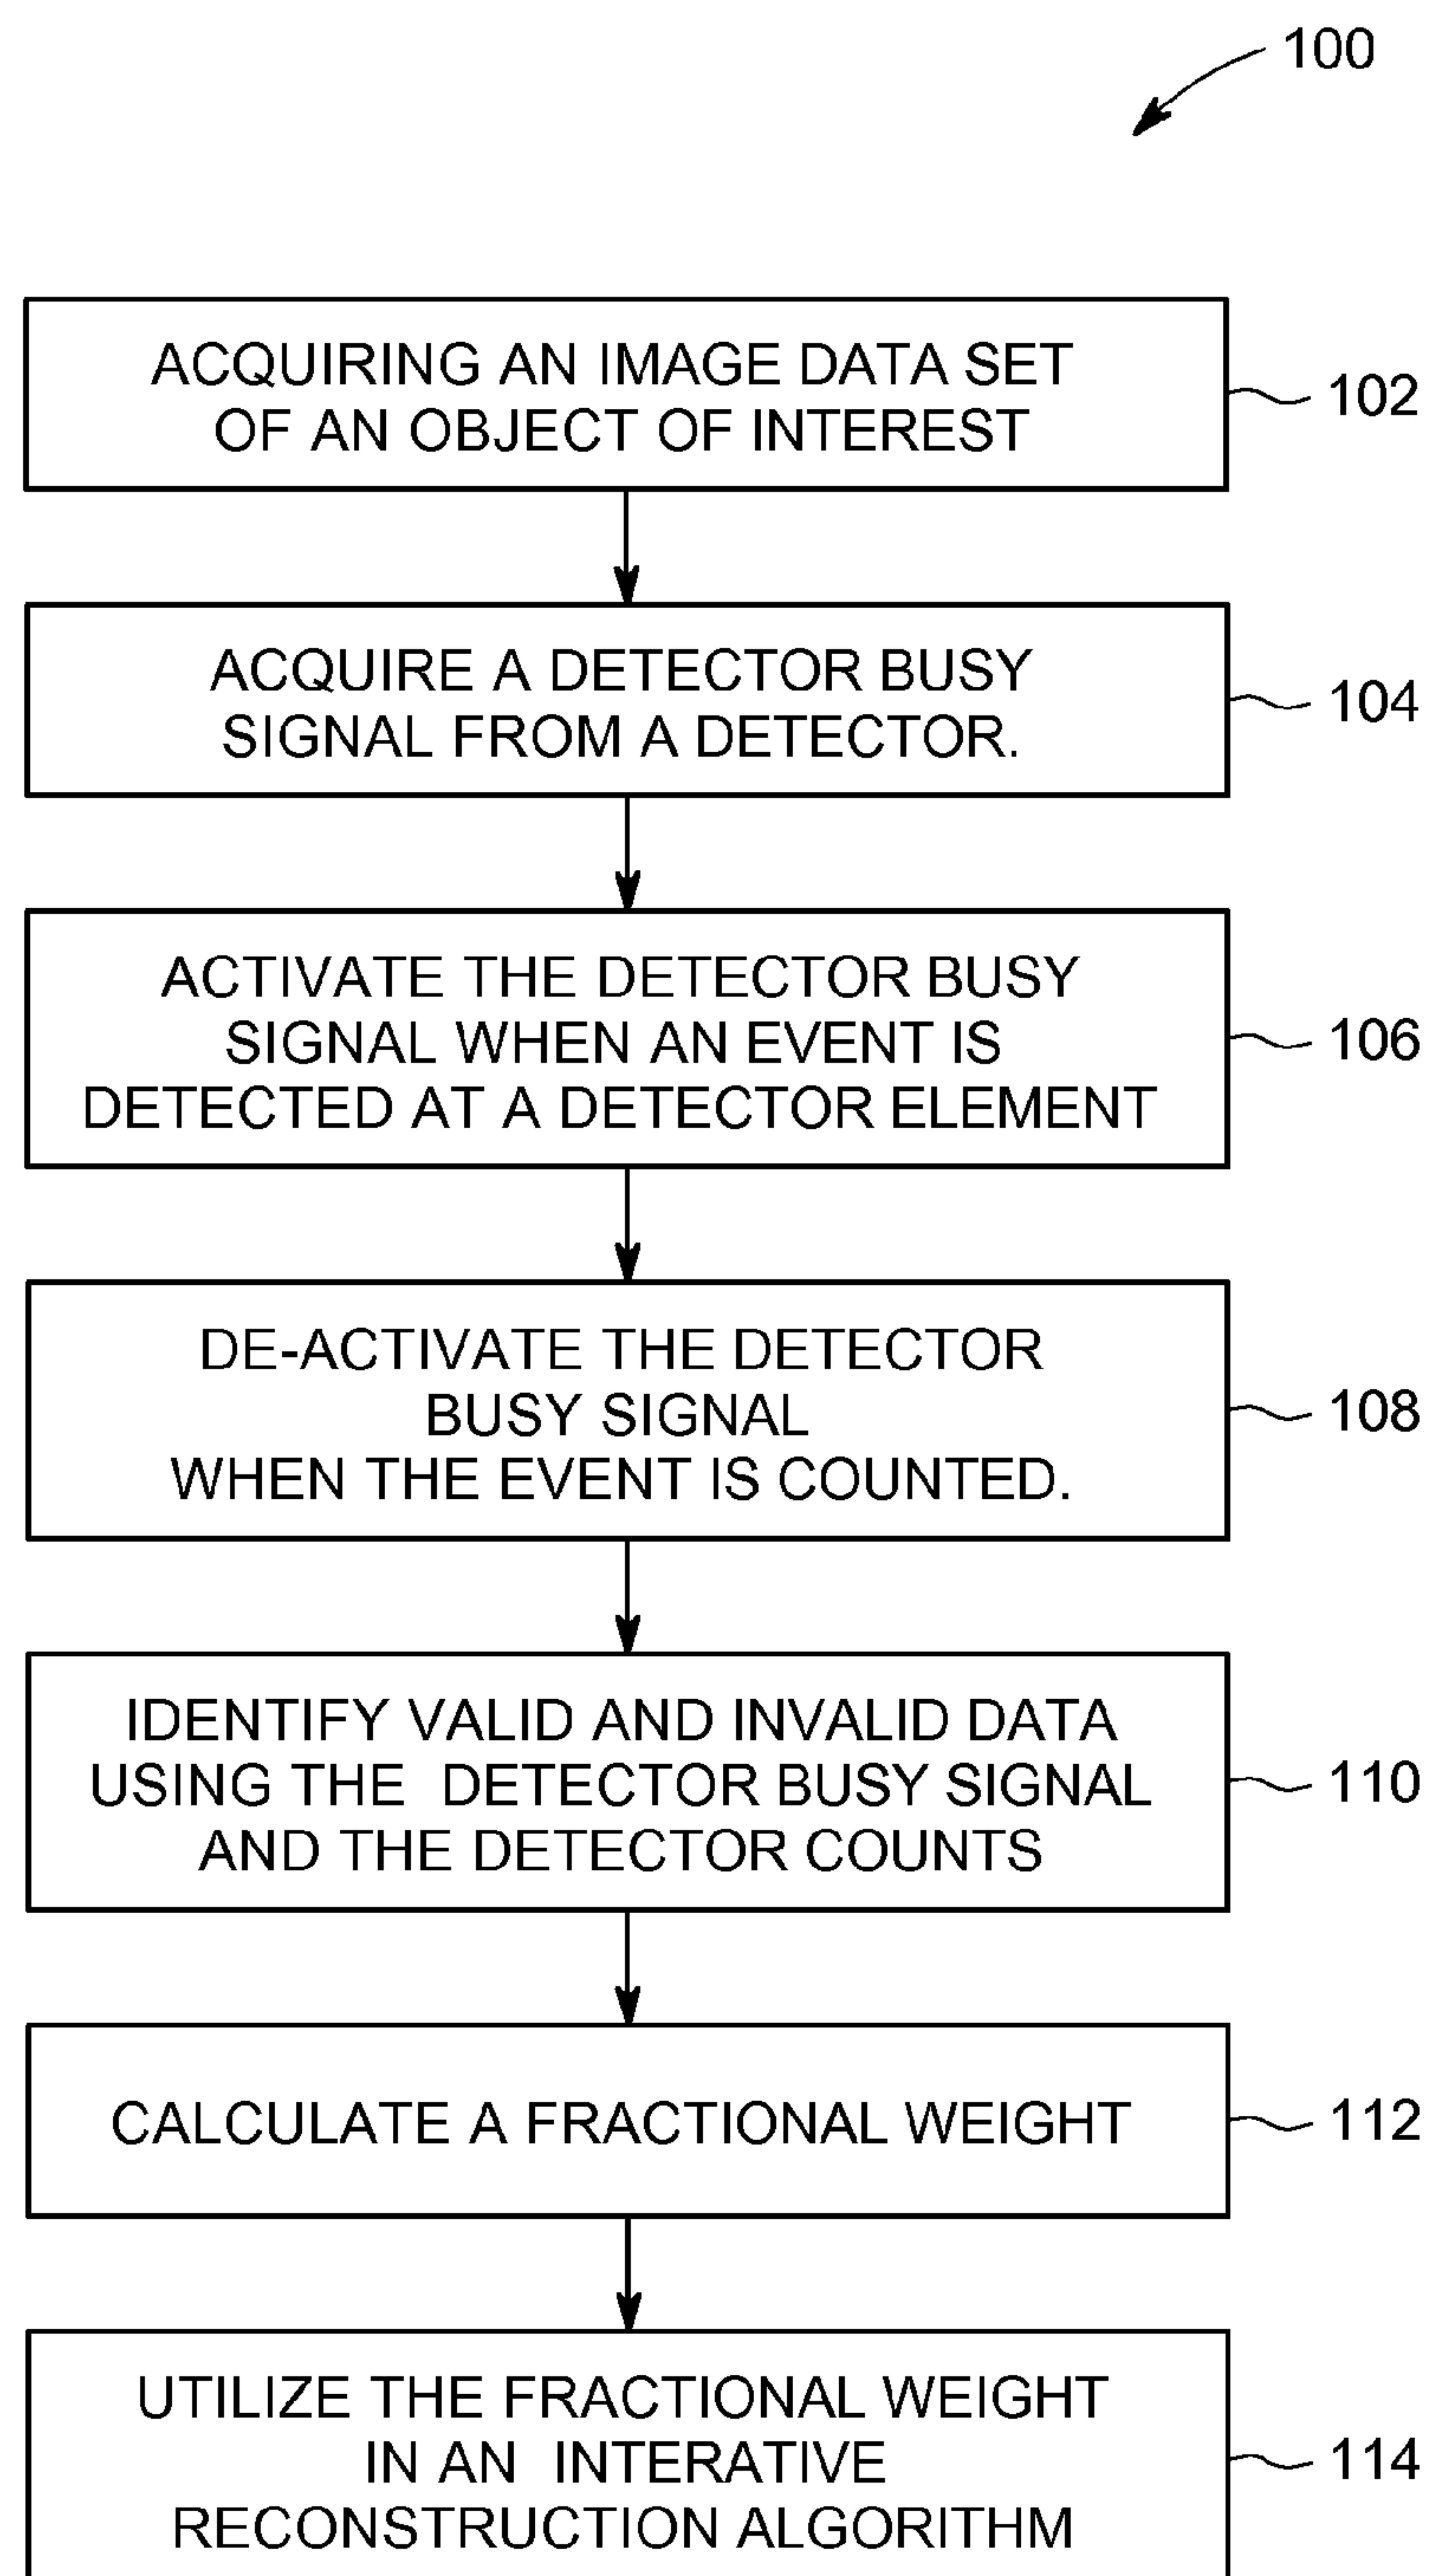 100
ACQUIRING AN IMAGE DATA SET
OF AN OBJECT OF INTEREST
102
ACQUIRE A DETECTOR BUSY
SIGNAL FROM A DETECTOR.
104
ACTIVATE THE DETECTOR BUSY
SIGNAL WHEN AN EVENT IS
DETECTED AT A DETECTOR ELEMENT
106
DE-ACTIVATE THE DETECTOR
BUSY SIGNAL
WHEN THE EVENT IS COUNTED.
108
IDENTIFY VALID AND INVALID DATA
USING THE DETECTOR BUSY SIGNAL
AND THE DETECTOR COUNTS
110
CALCULATE A FRACTIONAL WEIGHT
112
UTILIZE THE FRACTIONAL WEIGHT
IN AN INTERATIVE
RECONSTRUCTION ALGORITHM
114